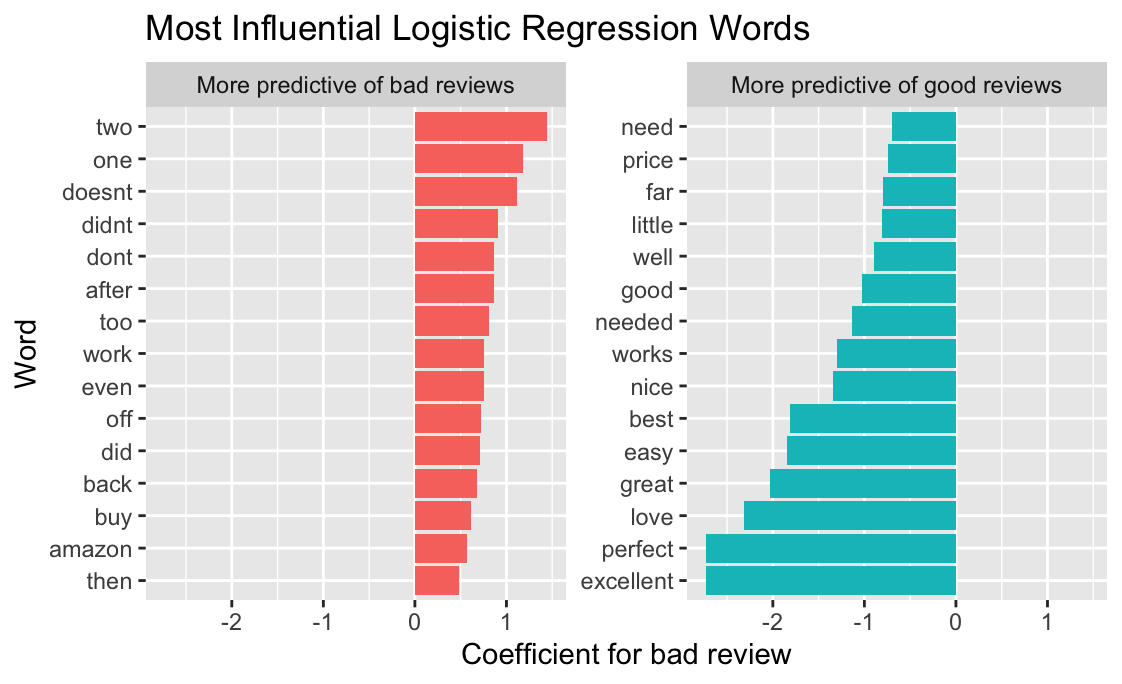 Most Influential Logistic Regression Words
More predictive of bad reviews
More predictive of good reviews
Word
two
one
doesnt
didnt
dont
after
too
work
even
off
did
back
buy
amazon
then
-2 -1 0 1
need
price
far
little
well
good
needed
works
nice
best
easy
great
love
perfect
excellent
-2 -1 0 1
Coefficient for bad review